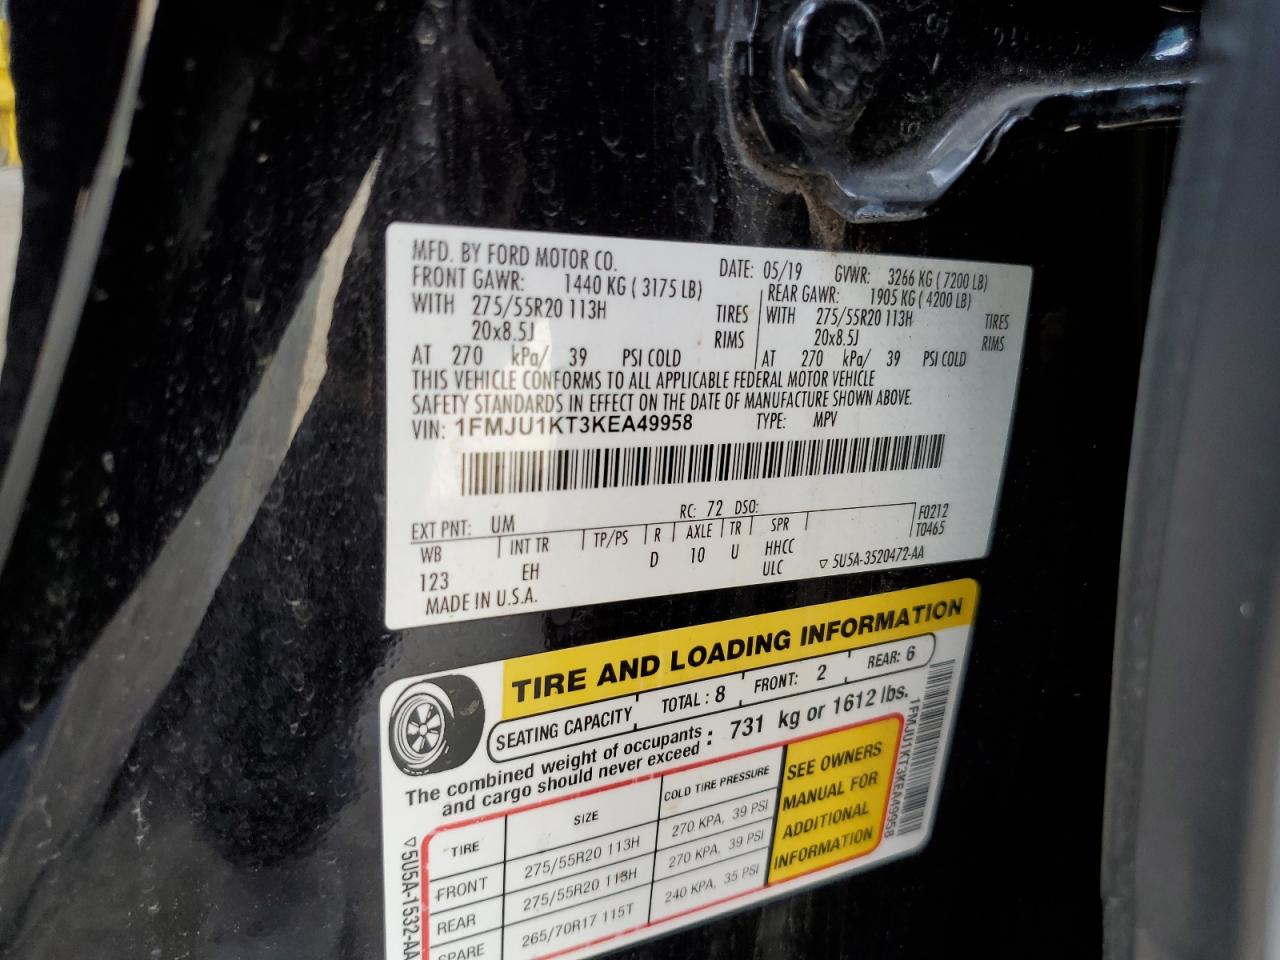 MFD. BY FORD MOTOR CO.
DATE: 05/19 GVWR: 3266 KG ( 7200 LB)
FRONT GAWR: 1440 KG ( 3175 LB)
WITH 275/55R20 113H TIRES
20x8.5J RIMS
AT 270 kPa/ 39 PSI COLD
REAR GAWR: 1905 KG ( 4200 LB)
WITH 275/55R20 113H TIRES
20x8.5J RIMS
AT 270 kPa/ 39 PSI COLD
THIS VEHICLE CONFORMS TO ALL APPLICABLE FEDERAL MOTOR VEHICLE
SAFETY STANDARDS IN EFFECT ON THE DATE OF MANUFACTURE SHOWN ABOVE.
VIN: 1FMJU1KT3KEA49958 TYPE: MPV
EXT PNT: UM RC: 72 DSO: F0212
WB INT TR TP/PS R AXLE TR SPR T0465
123 EH D 10 U HHCC
ULC ▽ 5U5A-3520472-AA
MADE IN U.S.A.
TIRE AND LOADING INFORMATION
SEATING CAPACITY TOTAL : 8 FRONT: 2 REAR: 6
The combined weight of occupants and cargo should never exceed : 731 kg or 1612 lbs.
TIRE SIZE COLD TIRE PRESSURE
FRONT 275/55R20 113H 270 KPA, 39 PSI
REAR 275/55R20 113H 270 KPA, 39 PSI
SPARE 265/70R17 115T 240 KPA, 35 PSI
SEE OWNERS
MANUAL FOR
ADDITIONAL
INFORMATION
1FMJU1KT3KEA49958
▽5U5A-1532-AA